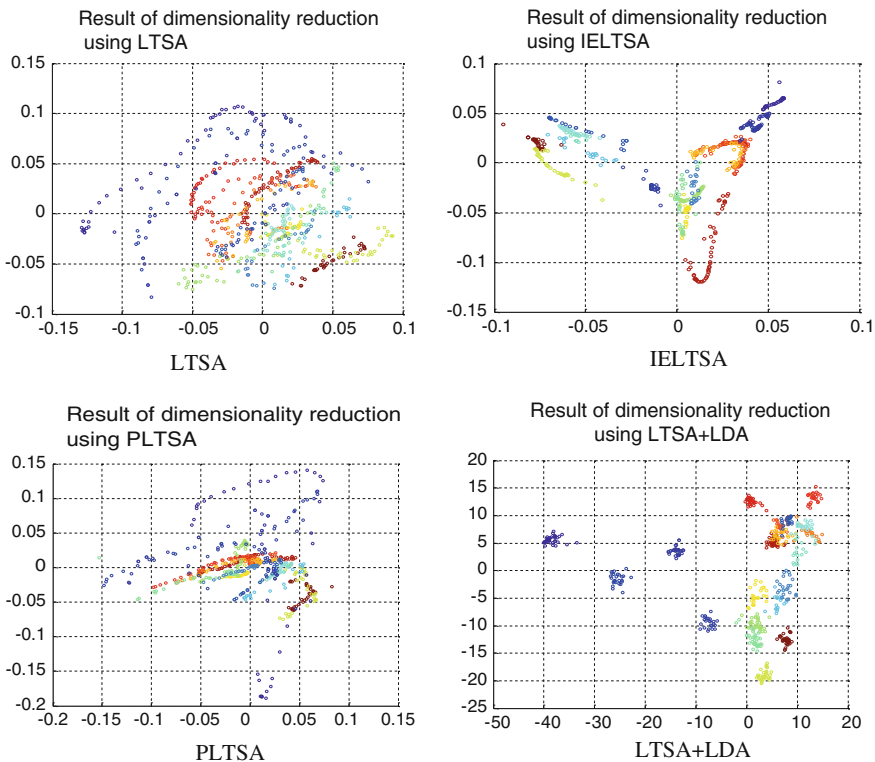 Result of dimensionality reduction
using LTSA
0.15
0.1
0.05
0
-0.05
-0.1
-0.15 -0.1 -0.05 0 0.05 0.1
LTSA
Result of dimensionality reduction
using IELTSA
0.1
0.05
0
-0.05
-0.1
-0.15
-0.1 -0.05 0 0.05 0.1
IELTSA
Result of dimensionality reduction
using PLTSA
0.15
0.1
0.05
0
-0.05
-0.1
-0.15
-0.2
-0.2 -0.15 -0.1 -0.05 0 0.05 0.1 0.15
PLTSA
Result of dimensionality reduction
using LTSA+LDA
20
15
10
5
0
-5
-10
-15
-20
-25
-50 -40 -30 -20 -10 0 10 20
LTSA+LDA